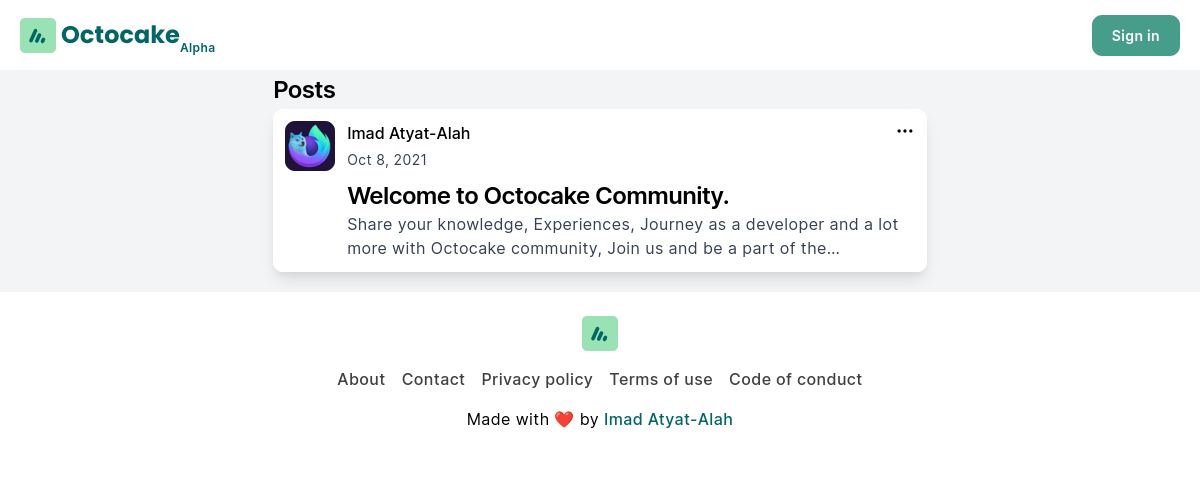 Octocake
Alpha
Sign in
Posts
Imad Atyat-Alah
Oct 8, 2021
Welcome to Octocake Community.
Share your knowledge, Experiences, Journey as a developer and a lot
more with Octocake community, Join us and be a part of the...
About Contact Privacy policy Terms of use Code of conduct
Made with ❤️ by Imad Atyat-Alah